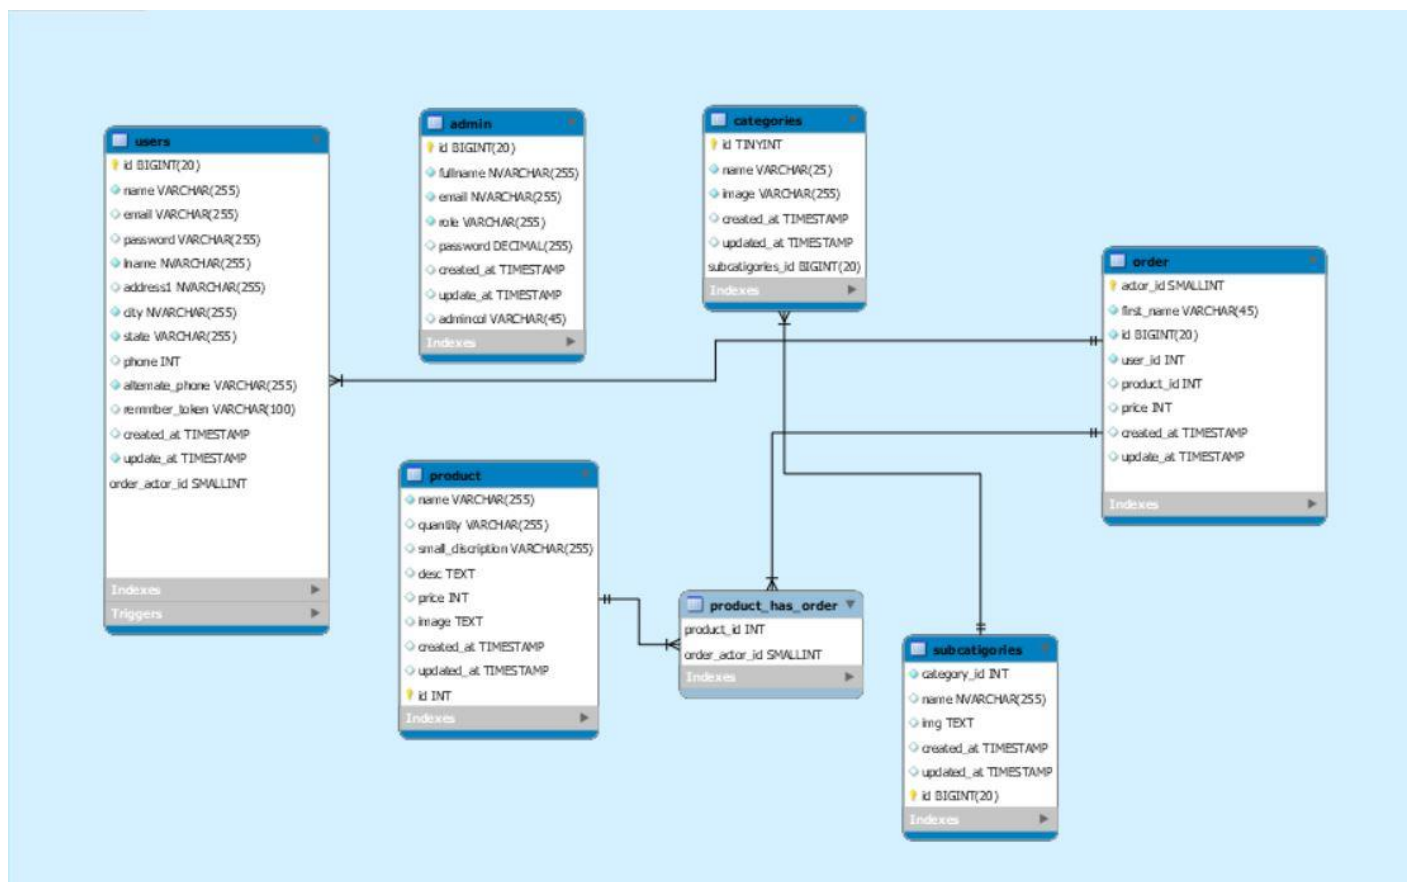 users
id BIGINT(20)
name VARCHAR(255)
email VARCHAR(255)
password VARCHAR(255)
lname NVARCHAR(255)
address1 NVARCHAR(255)
city NVARCHAR(255)
state VARCHAR(255)
phone INT
alternate_phone VARCHAR(255)
remmber_token VARCHAR(100)
created_at TIMESTAMP
update_at TIMESTAMP
order_actor_id SMALLINT
Indexes
Triggers
admin
id BIGINT(20)
fullname NVARCHAR(255)
email NVARCHAR(255)
role VARCHAR(255)
password DECIMAL(255)
created_at TIMESTAMP
update_at TIMESTAMP
admincol VARCHAR(45)
Indexes
categories
id TINYINT
name VARCHAR(25)
image VARCHAR(255)
created_at TIMESTAMP
updated_at TIMESTAMP
subcatigories_id BIGINT(20)
Indexes
order
actor_id SMALLINT
first_name VARCHAR(45)
id BIGINT(20)
user_id INT
product_id INT
price INT
created_at TIMESTAMP
update_at TIMESTAMP
Indexes
product
name VARCHAR(255)
quantity VARCHAR(255)
small_discription VARCHAR(255)
desc TEXT
price INT
image TEXT
created_at TIMESTAMP
updated_at TIMESTAMP
id INT
Indexes
product_has_order
product_id INT
order_actor_id SMALLINT
Indexes
subcatigories
category_id INT
name NVARCHAR(255)
img TEXT
created_at TIMESTAMP
updated_at TIMESTAMP
id BIGINT(20)
Indexes